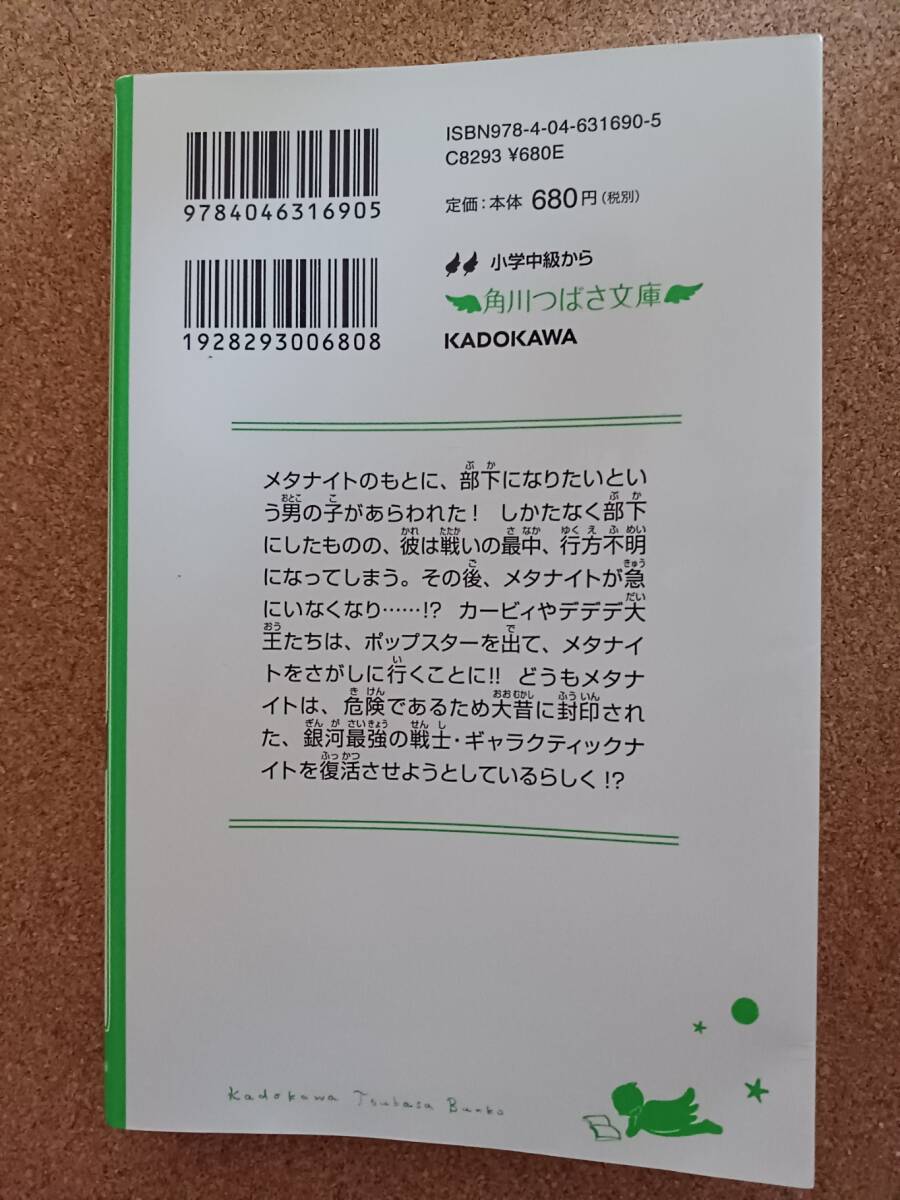 9784046316905
1928293006808
ISBN978-4-04-631690-5
C8293 ¥680E
定価：本体 680円（税別）
小学中級から
角川つばさ文庫
KADOKAWA
メタナイトのもとに、部下になりたいとい
う男の子があらわれた！ しかたなく部下
にしたものの、彼は戦いの最中、行方不明
になってしまう。その後、メタナイトが急
にいなくなり……!? カービィやデデデ大
王たちは、ポップスターを出て、メタナイ
トをさがしに行くことに!! どうもメタナ
イトは、危険であるため大昔に封印され
た、銀河最強の戦士・ギャラクティックナ
イトを復活させようとしているらしく!?
Kadokawa Tsubasa Bunko